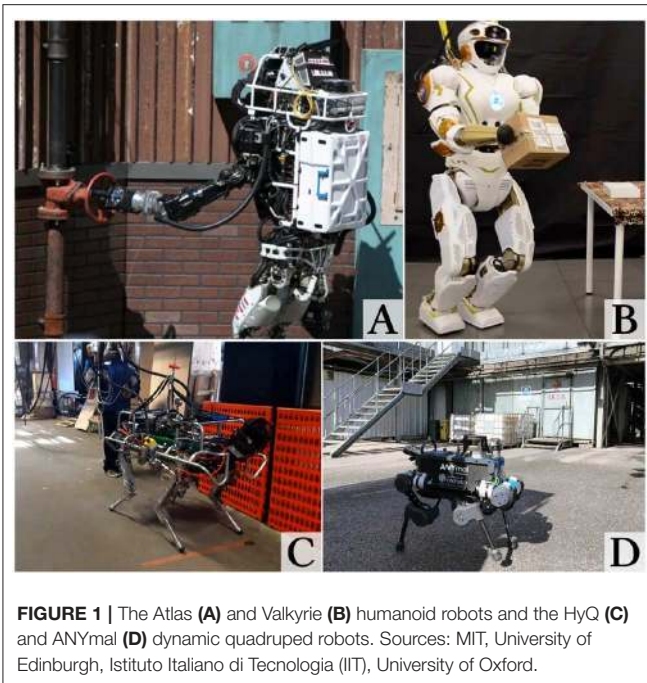 A
B
C
ANYmal
D
FIGURE 1 | The Atlas (A) and Valkyrie (B) humanoid robots and the HyQ (C)
and ANYmal (D) dynamic quadruped robots. Sources: MIT, University of
Edinburgh, Istituto Italiano di Tecnologia (IIT), University of Oxford.